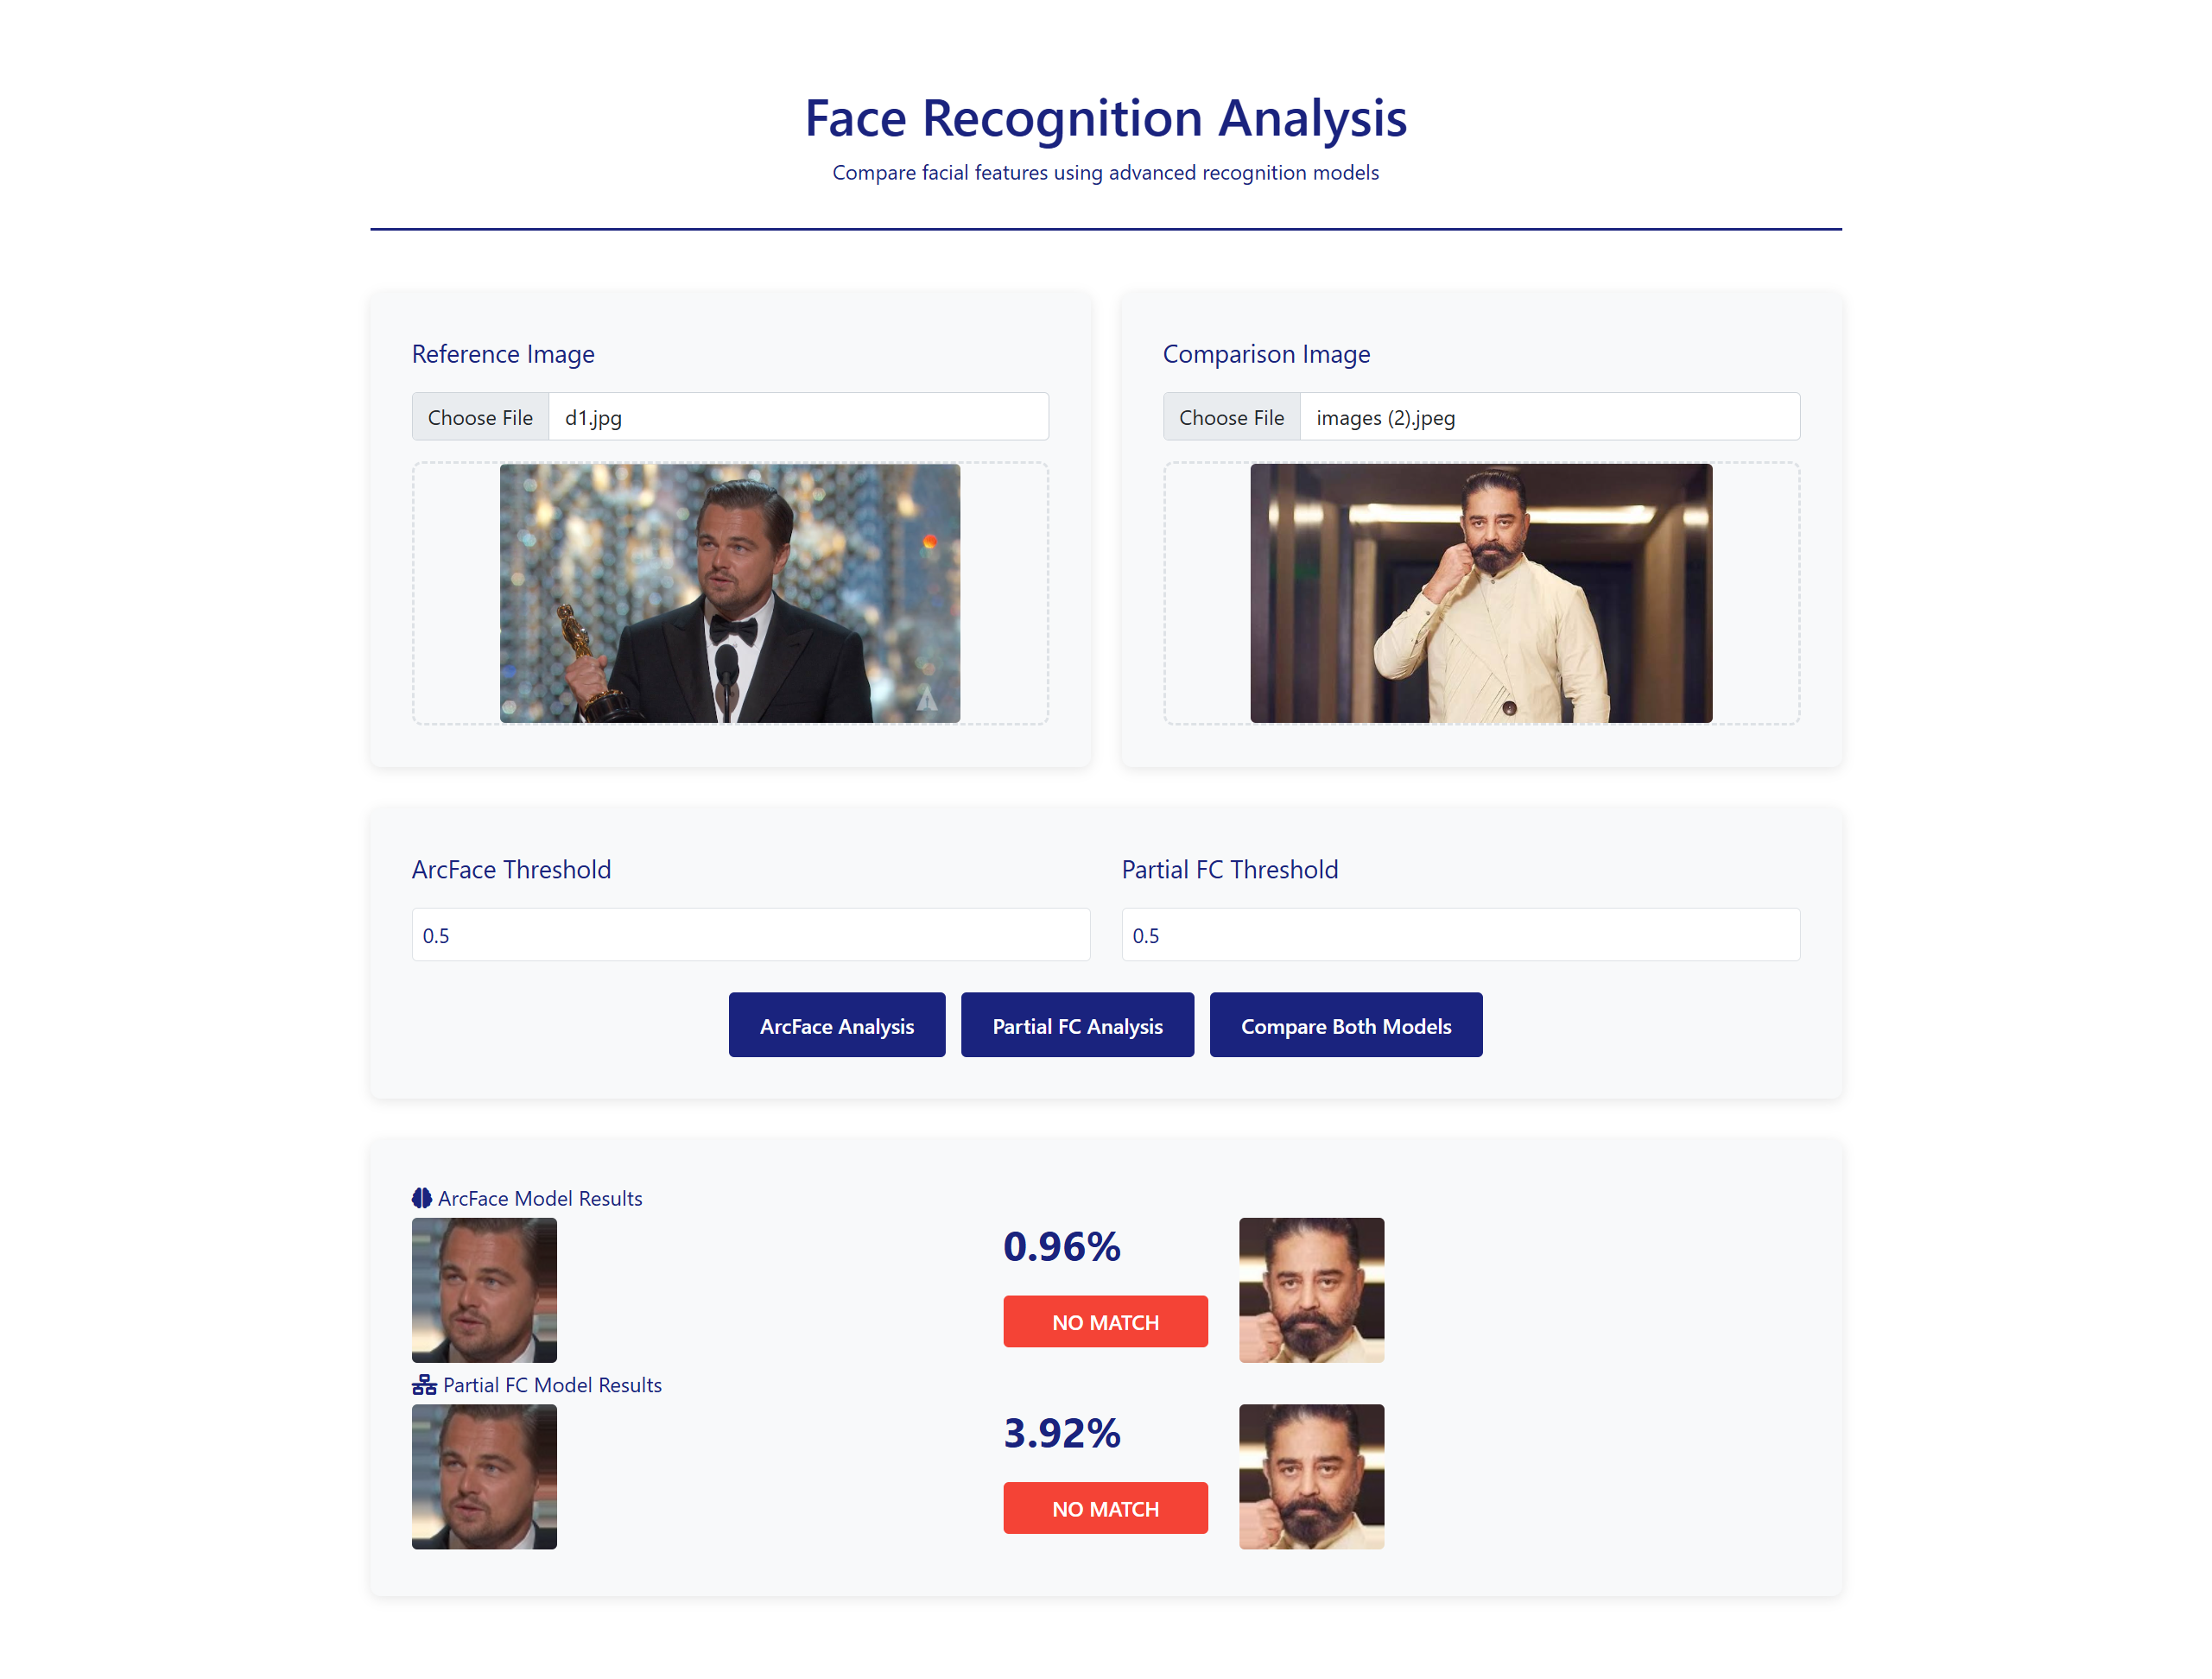 Face Recognition Analysis
Compare facial features using advanced recognition models
Reference Image
Choose File d1.jpg
Comparison Image
Choose File images (2).jpeg
ArcFace Threshold
0.5
Partial FC Threshold
0.5
ArcFace Analysis
Partial FC Analysis
Compare Both Models
ArcFace Model Results
0.96%
NO MATCH
Partial FC Model Results
3.92%
NO MATCH